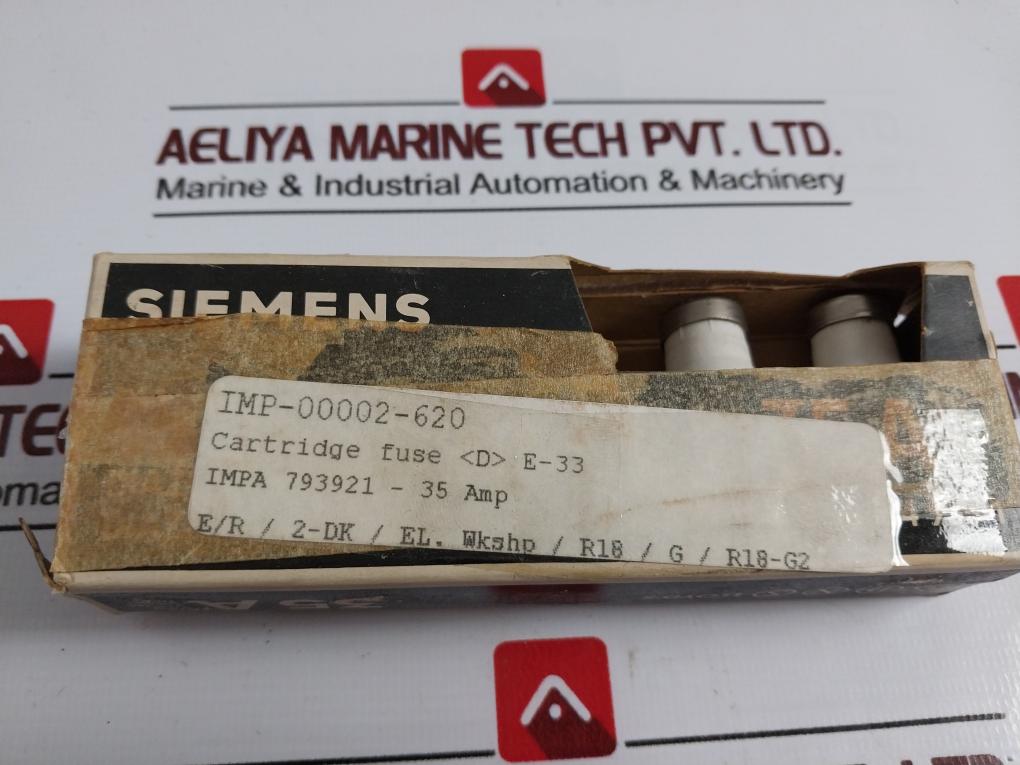 AELIYA MARINE TECH PVT. LTD.
Marine & Industrial Automation & Machinery
SIEMENS
IMP-00002-620
Cartridge fuse <D> E-33
IMPA 793921 - 35 Amp
E/R / 2-DK / EL. Wkshp / R18 / G / R18-G2
35 A